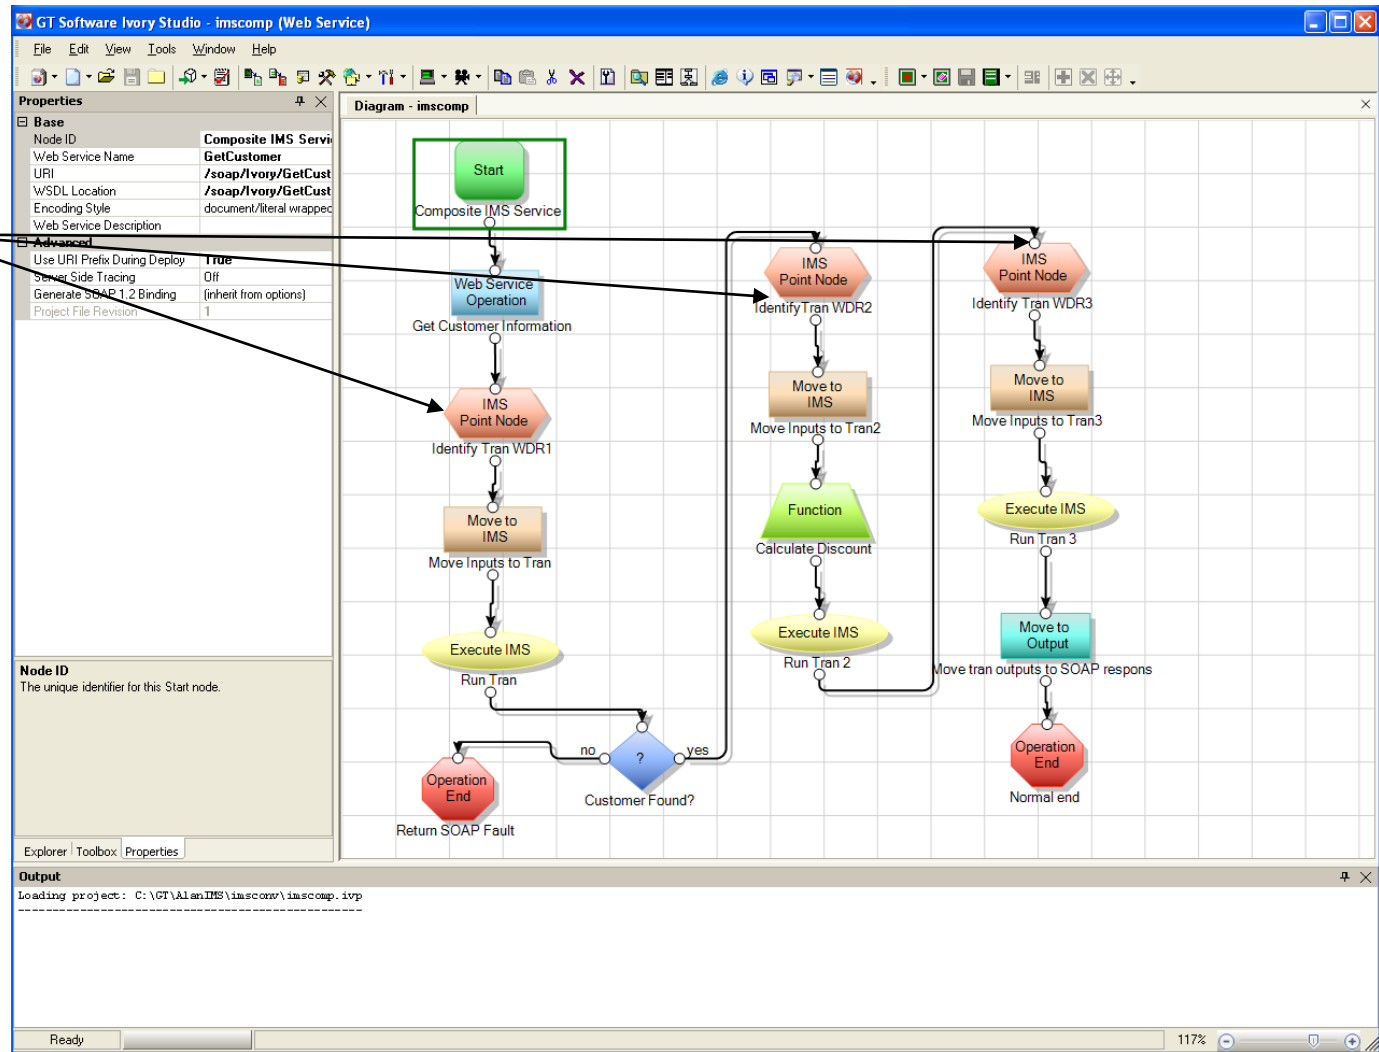 GT Software Ivory Studio - imscomp (Web Service)
File Edit View Tools Window Help
Properties
Diagram - imscomp
Base
Node ID Composite IMS Servi
Web Service Name GetCustomer
URI /soap/Ivory/GetCust
WSDL Location /soap/Ivory/GetCust
Encoding Style document/literal wrapped
Web Service Description
Advanced
Use URI Prefix During Deploy True
Server Side Tracing Off
Generate SOAP 1.2 Binding (inherit from options)
Project File Revision 1
Node ID
The unique identifier for this Start node.
Explorer Toolbox Properties
Start
Composite IMS Service
Web Service
Operation
Get Customer Information
IMS
Point Node
Identify Tran WDR1
Move to
IMS
Move Inputs to Tran
Execute IMS
Run Tran
?
no
yes
Customer Found?
Operation
End
Return SOAP Fault
IMS
Point Node
IdentifyTran WDR2
Move to
IMS
Move Inputs to Tran2
Function
Calculate Discount
Execute IMS
Run Tran 2
IMS
Point Node
Identify Tran WDR3
Move to
IMS
Move Inputs to Tran3
Execute IMS
Run Tran 3
Move to
Output
Move tran outputs to SOAP respons
Operation
End
Normal end
Output
Loading project: C:\GT\AlanIMS\imsconv\imscomp.ivp
--------------------------------------------------
Ready
117%